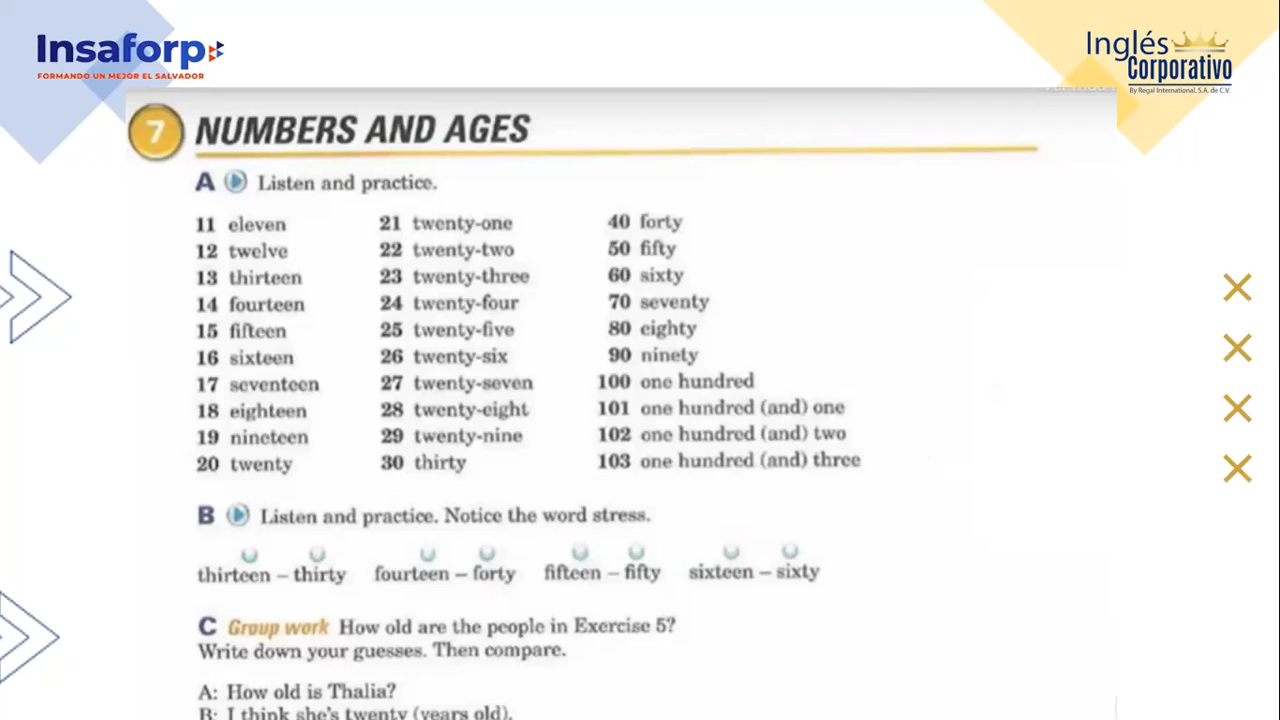 Insaforp
FORMANDO UN MEJOR EL SALVADOR
Inglés
Corporativo
By Regal International, S.A. de C.V.
7 NUMBERS AND AGES
A Listen and practice.
11 eleven 21 twenty-one 40 forty
12 twelve 22 twenty-two 50 fifty
13 thirteen 23 twenty-three 60 sixty
14 fourteen 24 twenty-four 70 seventy
15 fifteen 25 twenty-five 80 eighty
16 sixteen 26 twenty-six 90 ninety
17 seventeen 27 twenty-seven 100 one hundred
18 eighteen 28 twenty-eight 101 one hundred (and) one
19 nineteen 29 twenty-nine 102 one hundred (and) two
20 twenty 30 thirty 103 one hundred (and) three
B Listen and practice. Notice the word stress.
thirteen – thirty fourteen – forty fifteen – fifty sixteen – sixty
C Group work How old are the people in Exercise 5?
Write down your guesses. Then compare.
A: How old is Thalia?
B: I think she's twenty (years old).